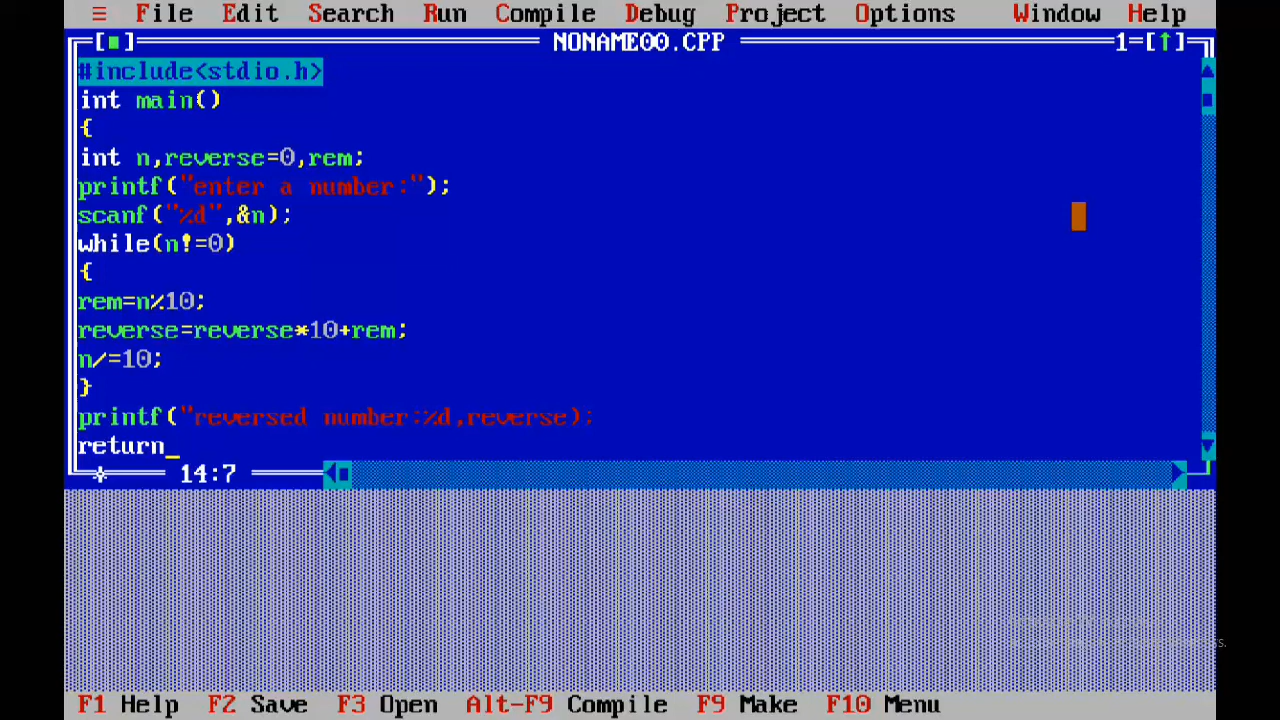 ≡ File Edit Search Run Compile Debug Project Options Window Help
[■] NONAME00.CPP 1=[↑]
#include<stdio.h>
int main()
{
int n,reverse=0,rem;
printf("enter a number:");
scanf("%d",&n);
while(n!=0)
{
rem=n%10;
reverse=reverse*10+rem;
n/=10;
}
printf("reversed number:%d,reverse);
return_
14:7
F1 Help F2 Save F3 Open Alt-F9 Compile F9 Make F10 Menu